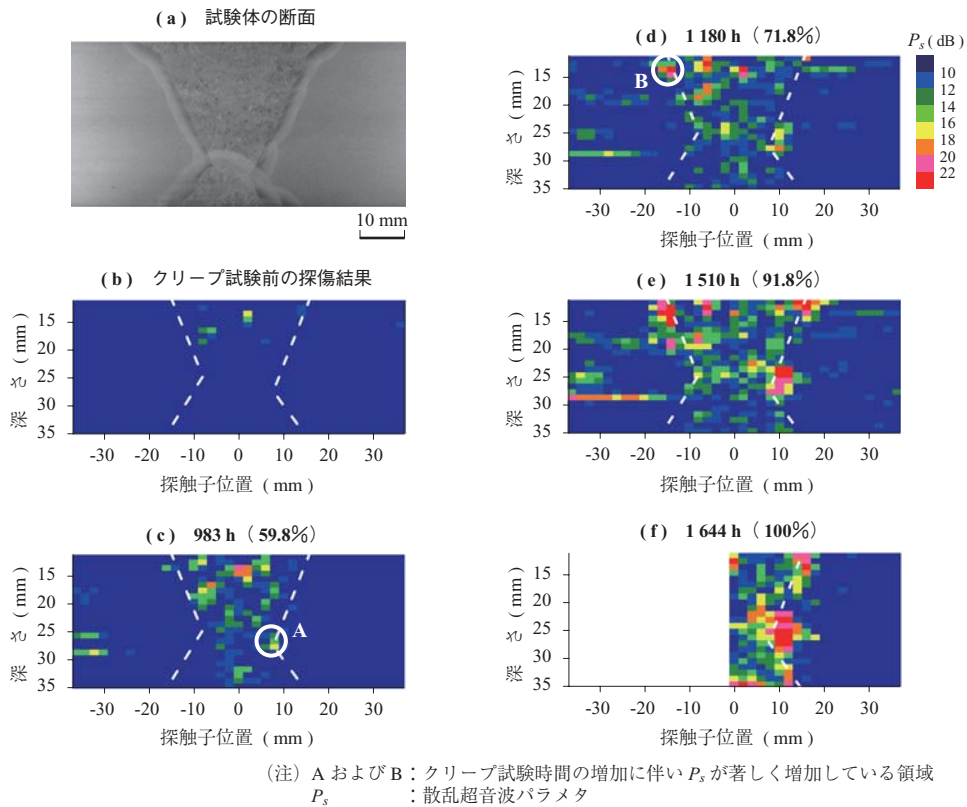 ( a ) 試験体の断面
10 mm
( b ) クリープ試験前の探傷結果
深 さ ( mm )
15
20
25
30
35
-30 -20 -10 0 10 20 30
探触子位置 ( mm )
( c ) 983 h ( 59.8% )
深 さ ( mm )
15
20
25
30
35
A
-30 -20 -10 0 10 20 30
探触子位置 ( mm )
( d ) 1 180 h ( 71.8% )
深 さ ( mm )
15
20
25
30
35
B
-30 -20 -10 0 10 20 30
探触子位置 ( mm )
Ps ( dB )
10
12
14
16
18
20
22
( e ) 1 510 h ( 91.8% )
深 さ ( mm )
15
20
25
30
35
-30 -20 -10 0 10 20 30
探触子位置 ( mm )
( f ) 1 644 h ( 100% )
深 さ ( mm )
15
20
25
30
35
-30 -20 -10 0 10 20 30
探触子位置 ( mm )
(注) A および B:クリープ試験時間の増加に伴い Ps が著しく増加している領域
Ps :散乱超音波パラメタ